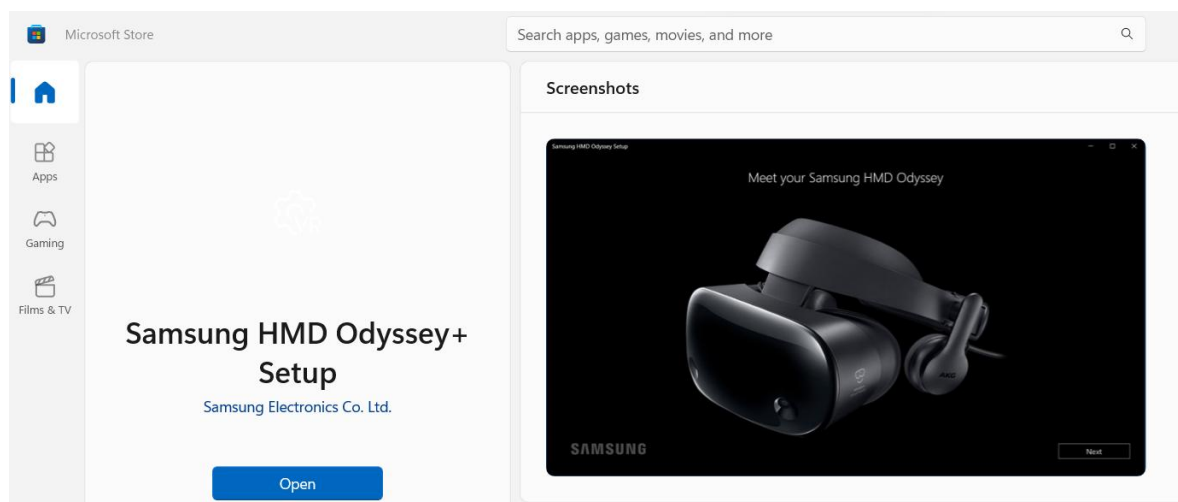 Microsoft Store
Search apps, games, movies, and more
Apps
Gaming
Films & TV
Samsung HMD Odyssey+
Setup
Samsung Electronics Co. Ltd.
Open
Screenshots
Samsung HMD Odyssey Setup
Meet your Samsung HMD Odyssey
AKG
SAMSUNG
Next